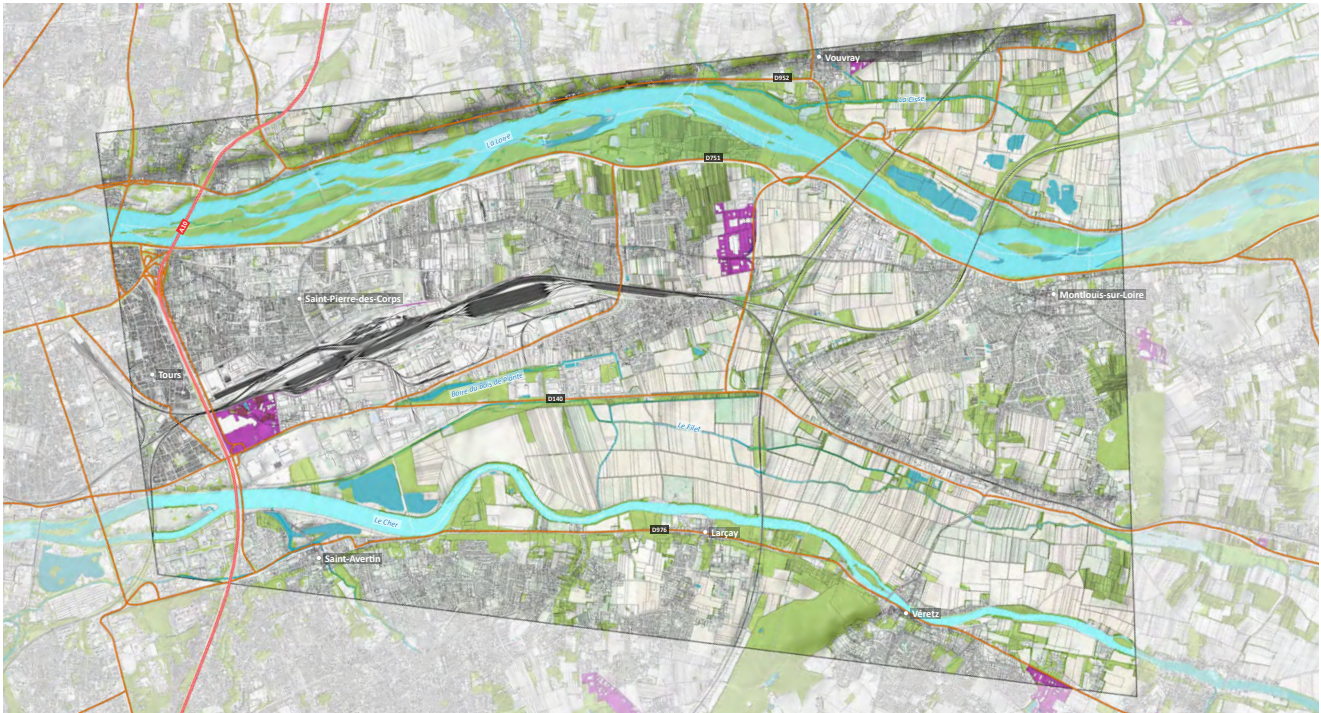 Vouvray
D952
La Cisse
La Loire
D751
A10
Saint-Pierre-des-Corps
Montlouis-sur-Loire
Tours
Boire du Bois de Plante
D140
Le Filet
Le Cher
D976
Larçay
Saint-Avertin
Véretz